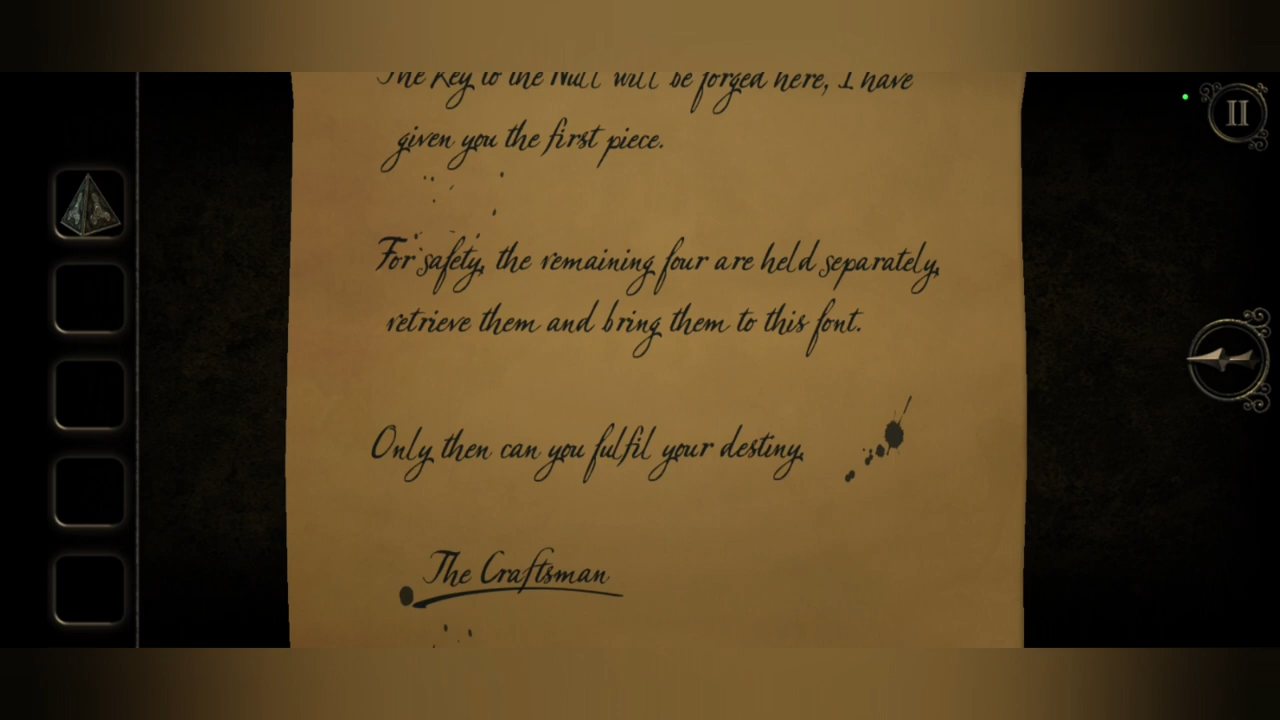 The Key to the Null will be forged here, I have
given you the first piece.
For safety, the remaining four are held separately,
retrieve them and bring them to this font.
Only then can you fulfil your destiny.
The Craftsman